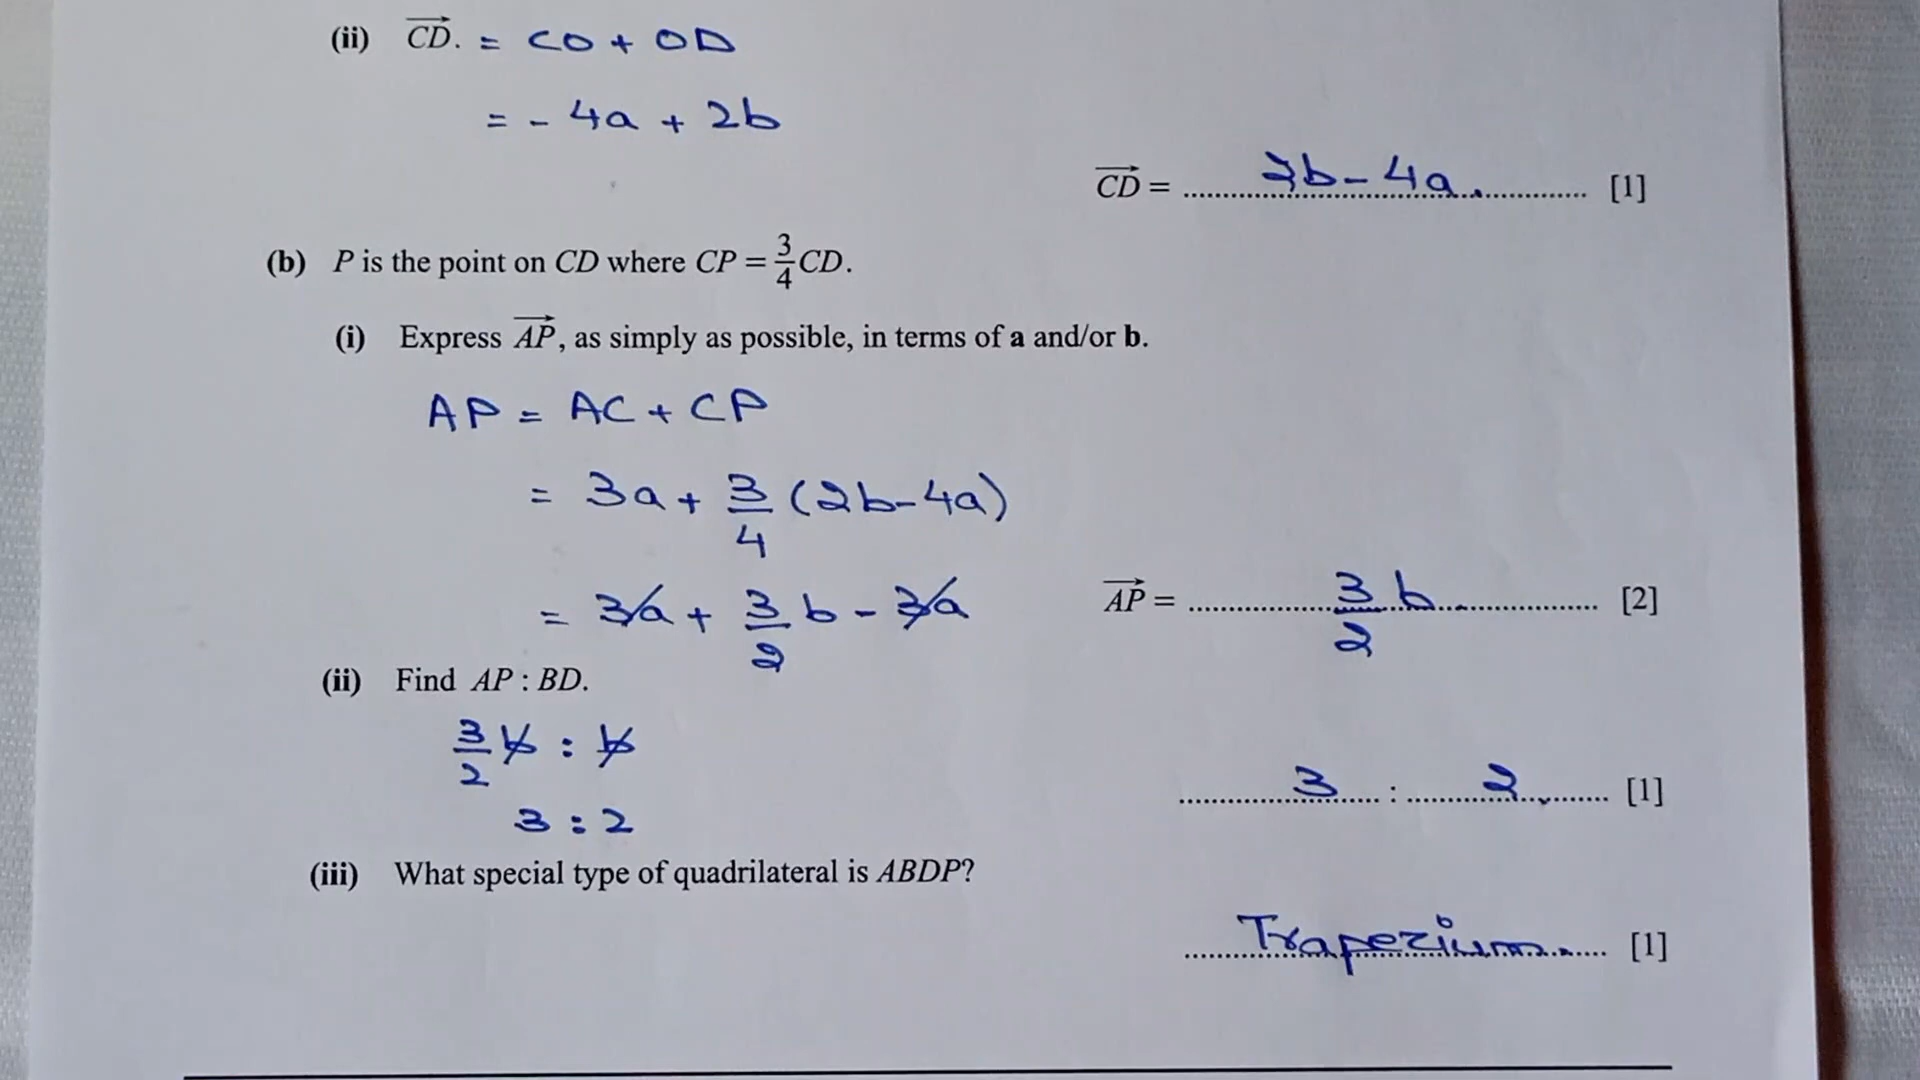 (ii) CD. = CO + OD
= - 4a + 2b
CD = 2b - 4a. [1]
(b) P is the point on CD where CP = 3/4 CD.
(i) Express AP, as simply as possible, in terms of a and/or b.
AP = AC + CP
= 3a + 3/4 (2b - 4a)
= 3a + 3/2 b - 3a
AP = 3/2 b [2]
(ii) Find AP : BD.
3/2 b : b
3 : 2
3 : 2 [1]
(iii) What special type of quadrilateral is ABDP?
Trapezium. [1]